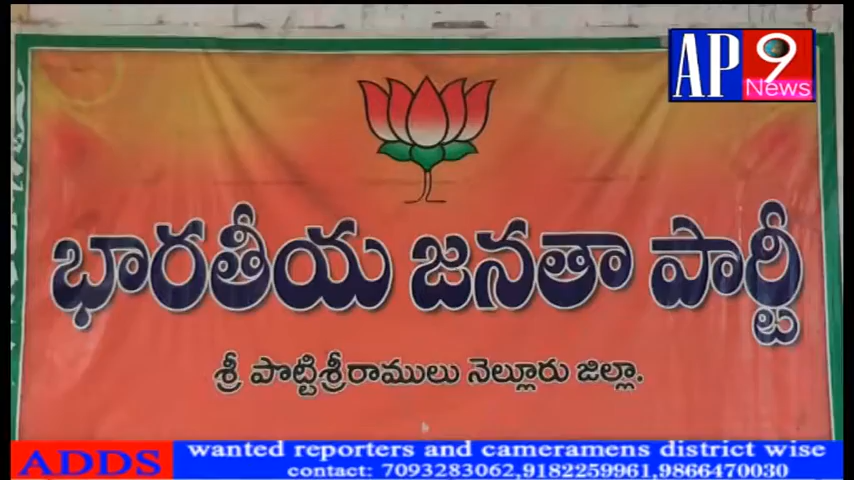 AP 9 News
భారతీయ జనతా పార్టీ
శ్రీ పొట్టిశ్రీరాములు నెల్లూరు జిల్లా.
ADDS wanted reporters and cameramens district wise
contact: 7093283062,9182259961,9866470030